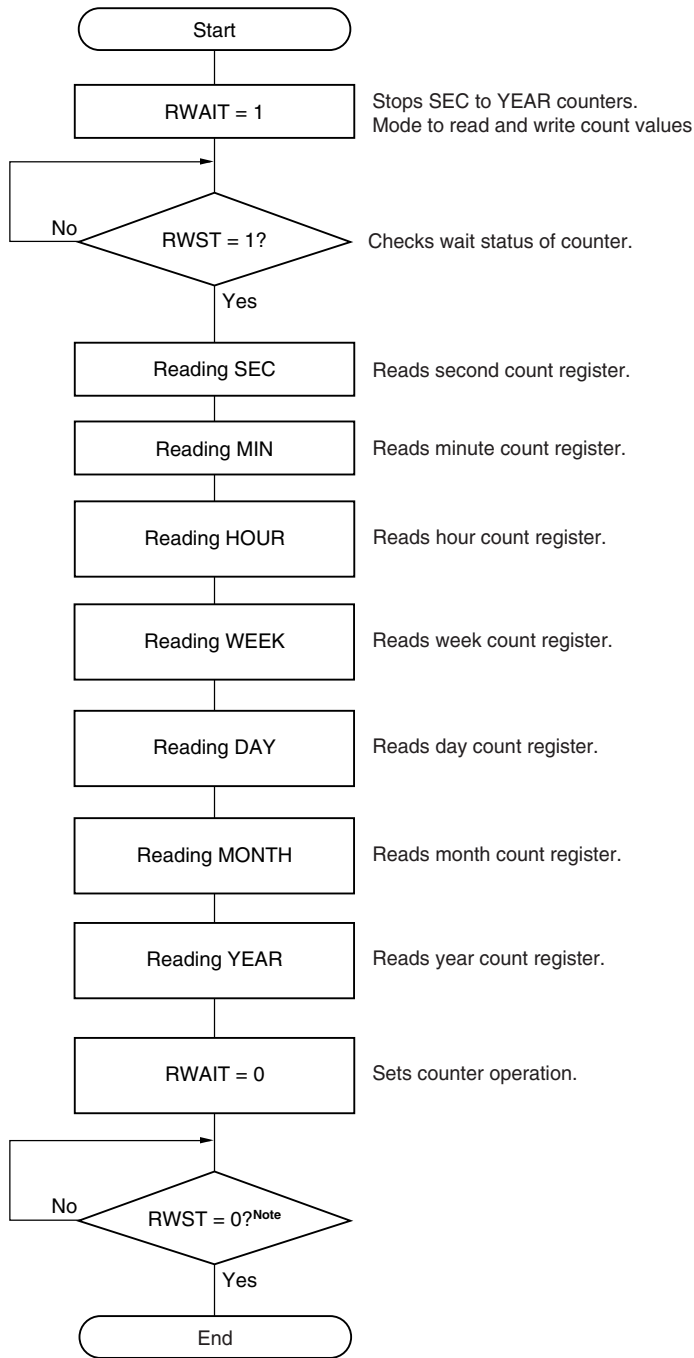 Start
RWAIT = 1
Stops SEC to YEAR counters.
Mode to read and write count values
No
RWST = 1?
Checks wait status of counter.
Yes
Reading SEC
Reads second count register.
Reading MIN
Reads minute count register.
Reading HOUR
Reads hour count register.
Reading WEEK
Reads week count register.
Reading DAY
Reads day count register.
Reading MONTH
Reads month count register.
Reading YEAR
Reads year count register.
RWAIT = 0
Sets counter operation.
No
RWST = 0?Note
Yes
End